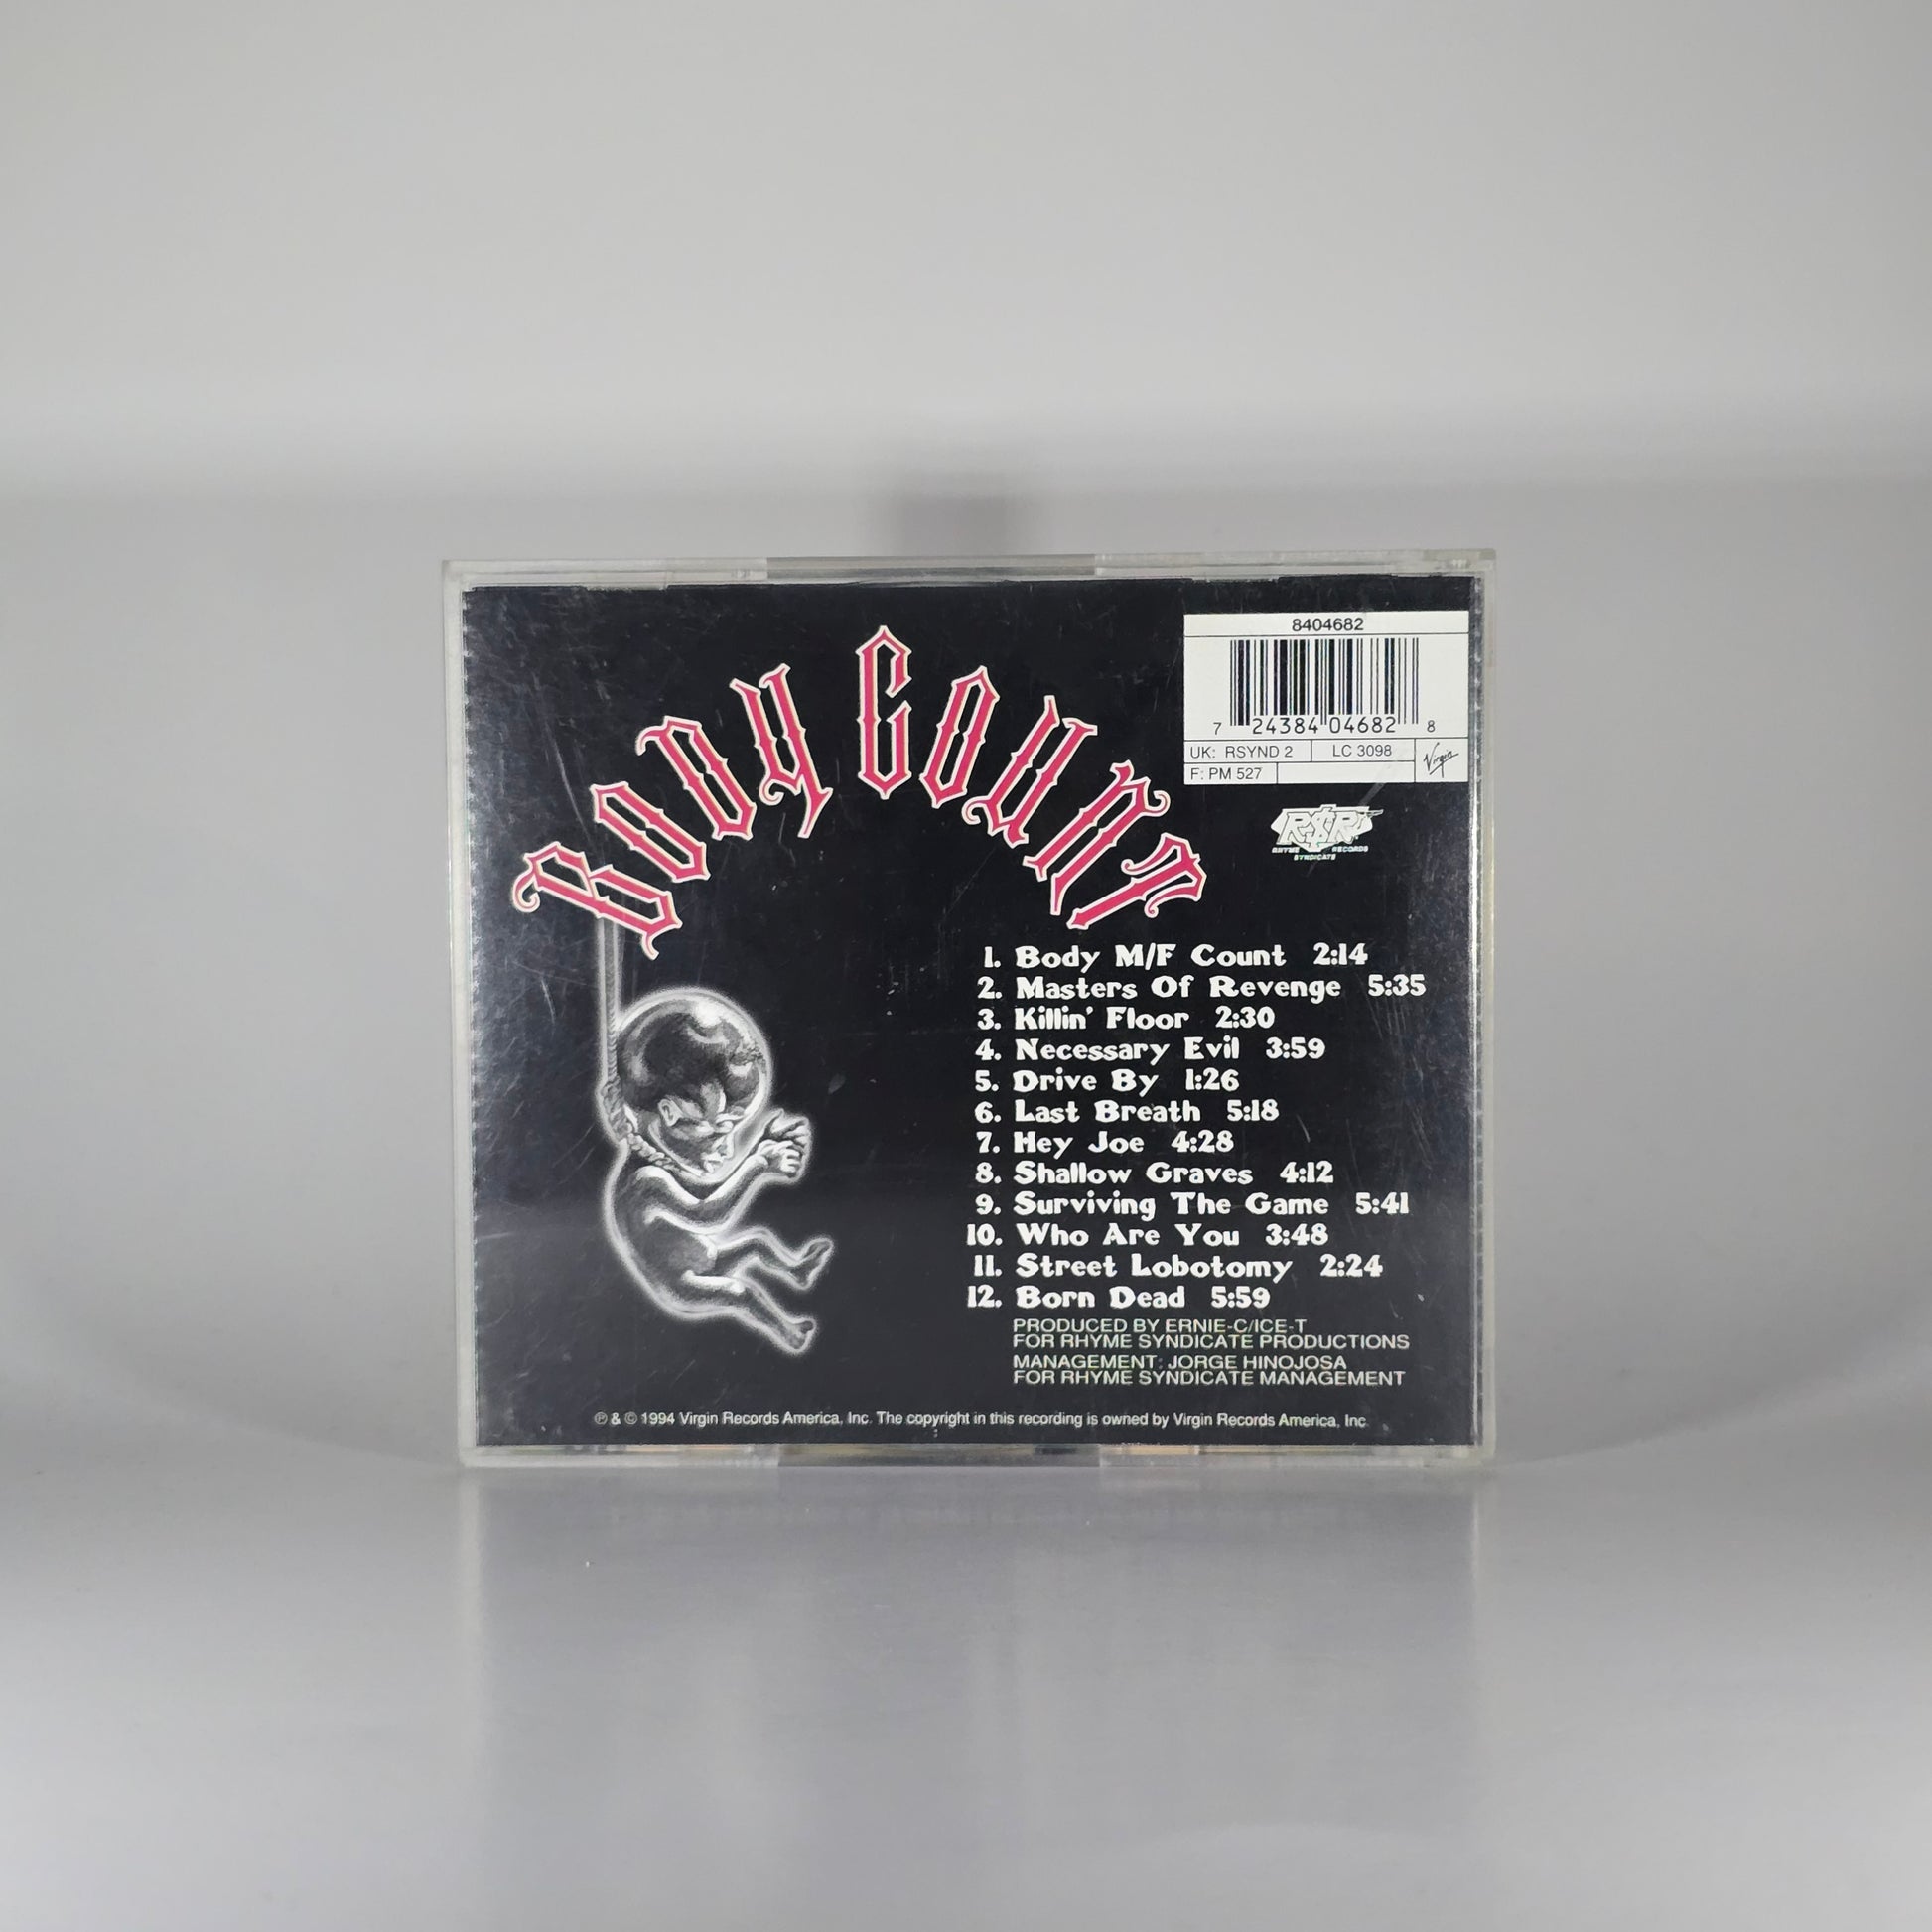 8404682
7 24384 04682 8
UK: RSYND 2 LC 3098
Virgin
F: PM 527
BODY COUNT
R$R
RHYME RECORDS
SYNDICATE
1. Body M/F Count 2:14
2. Masters Of Revenge 5:35
3. Killin' Floor 2:30
4. Necessary Evil 3:59
5. Drive By 1:26
6. Last Breath 5:18
7. Hey Joe 4:28
8. Shallow Graves 4:12
9. Surviving The Game 5:41
10. Who Are You 3:48
11. Street Lobotomy 2:24
12. Born Dead 5:59
PRODUCED BY ERNIE-C/ICE-T
FOR RHYME SYNDICATE PRODUCTIONS
MANAGEMENT: JORGE HINOJOSA
FOR RHYME SYNDICATE MANAGEMENT
℗ & © 1994 Virgin Records America, Inc. The copyright in this recording is owned by Virgin Records America, Inc.